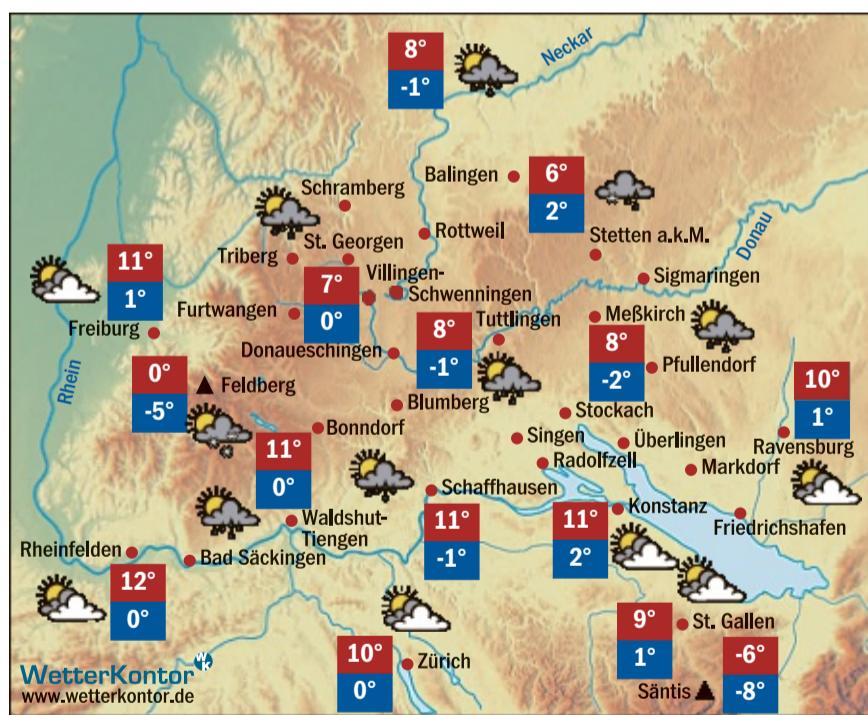 8°
-1°
Neckar
Balingen
6°
2°
Schramberg
Rottweil
Stetten a.k.M.
Donau
Triberg
St. Georgen
11°
1°
Villingen-
Schwenningen
Sigmaringen
7°
0°
Furtwangen
Freiburg
Tuttlingen
Meßkirch
8°
-1°
8°
-2°
Donaueschingen
Pfullendorf
Rhein
0°
-5°
Feldberg
10°
1°
Blumberg
Stockach
Bonndorf
Singen
Überlingen
Ravensburg
11°
0°
Radolfzell
Markdorf
Schaffhausen
Konstanz
Friedrichshafen
Waldshut-
Tiengen
11°
-1°
11°
2°
Rheinfelden
Bad Säckingen
12°
0°
9°
1°
St. Gallen
10°
0°
Zürich
-6°
-8°
Säntis
WetterKontor
WK
www.wetterkontor.de